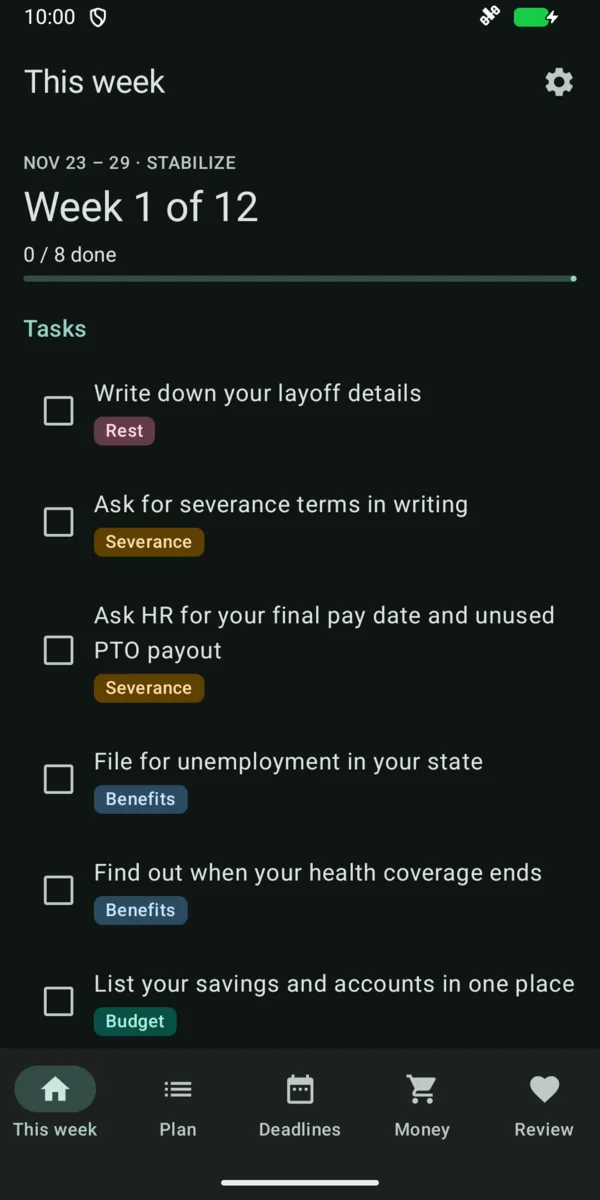 10:00
This week
NOV 23 – 29 · STABILIZE
Week 1 of 12
0 / 8 done
Tasks
Write down your layoff details
Rest
Ask for severance terms in writing
Severance
Ask HR for your final pay date and unused
PTO payout
Severance
File for unemployment in your state
Benefits
Find out when your health coverage ends
Benefits
List your savings and accounts in one place
Budget
This week
Plan
Deadlines
Money
Review